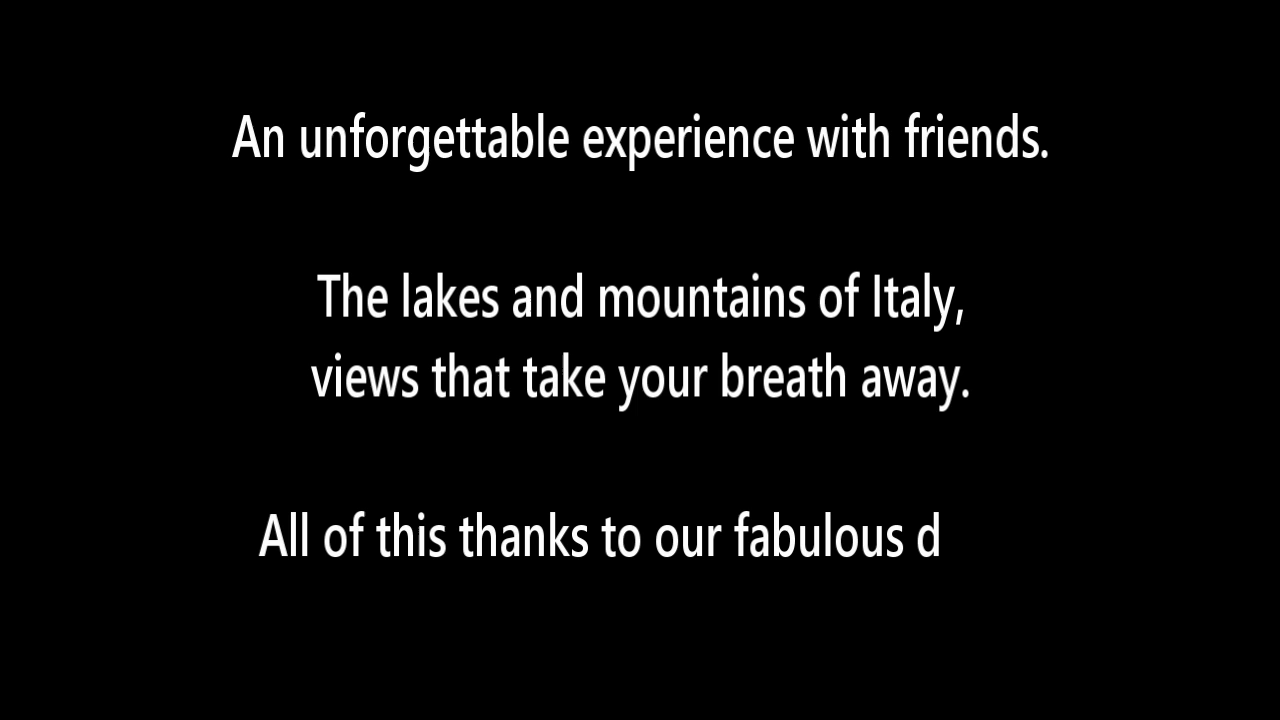 An unforgettable experience with friends.
The lakes and mountains of Italy,
views that take your breath away.
All of this thanks to our fabulous d